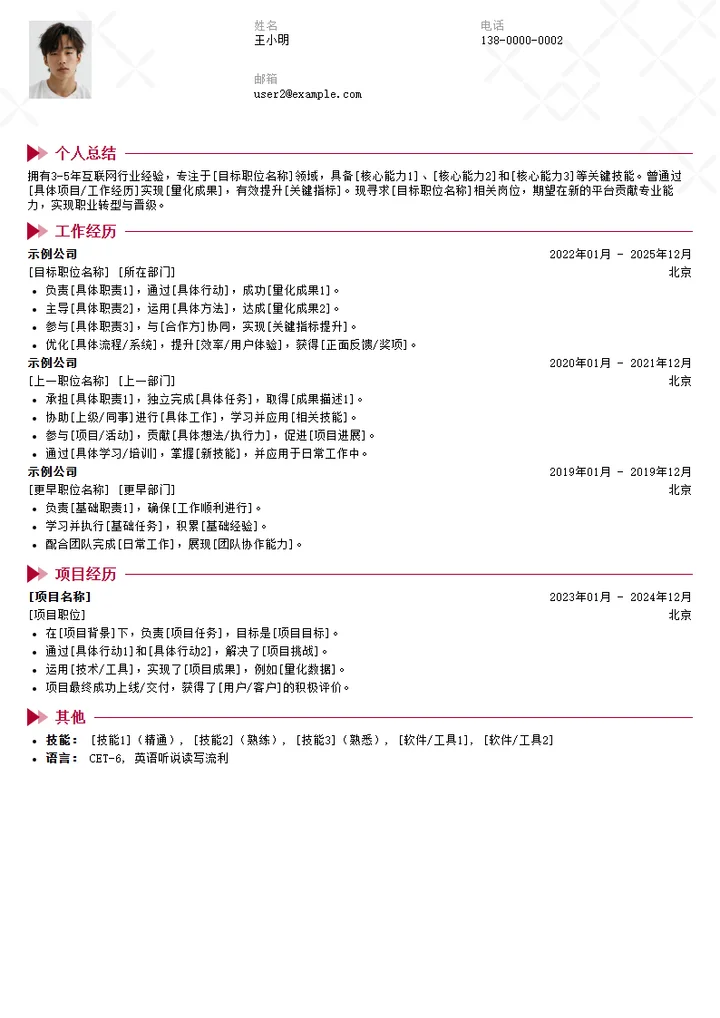 姓名
王小明
电话
138-0000-0002
邮箱
user2@example.com
个人总结
拥有3-5年互联网行业经验，专注于[目标职位名称]领域，具备[核心能力1]、[核心能力2]和[核心能力3]等关键技能。曾通过
[具体项目/工作经历]实现[量化成果]，有效提升[关键指标]。现寻求[目标职位名称]相关岗位，期望在新的平台贡献专业能
力，实现职业转型与晋级。
工作经历
示例公司 2022年01月 - 2025年12月
[目标职位名称] [所在部门] 北京
• 负责[具体职责1]，通过[具体行动]，成功[量化成果1]。
• 主导[具体职责2]，运用[具体方法]，达成[量化成果2]。
• 参与[具体职责3]，与[合作方]协同，实现[关键指标提升]。
• 优化[具体流程/系统]，提升[效率/用户体验]，获得[正面反馈/奖项]。
示例公司 2020年01月 - 2021年12月
[上一职位名称] [上一部门] 北京
• 承担[具体职责1]，独立完成[具体任务]，取得[成果描述1]。
• 协助[上级/同事]进行[具体工作]，学习并应用[相关技能]。
• 参与[项目/活动]，贡献[具体想法/执行力]，促进[项目进展]。
• 通过[具体学习/培训]，掌握[新技能]，并应用于日常工作中。
示例公司 2019年01月 - 2019年12月
[更早职位名称] [更早部门] 北京
• 负责[基础职责1]，确保[工作顺利进行]。
• 学习并执行[基础任务]，积累[基础经验]。
• 配合团队完成[日常工作]，展现[团队协作能力]。
项目经历
[项目名称] 2023年01月 - 2024年12月
[项目职位] 北京
• 在[项目背景]下，负责[项目任务]，目标是[项目目标]。
• 通过[具体行动1]和[具体行动2]，解决了[项目挑战]。
• 运用[技术/工具]，实现了[项目成果]，例如[量化数据]。
• 项目最终成功上线/交付，获得了[用户/客户]的积极评价。
其他
• 技能： [技能1]（精通）, [技能2]（熟练）, [技能3]（熟悉）, [软件/工具1], [软件/工具2]
• 语言： CET-6, 英语听说读写流利